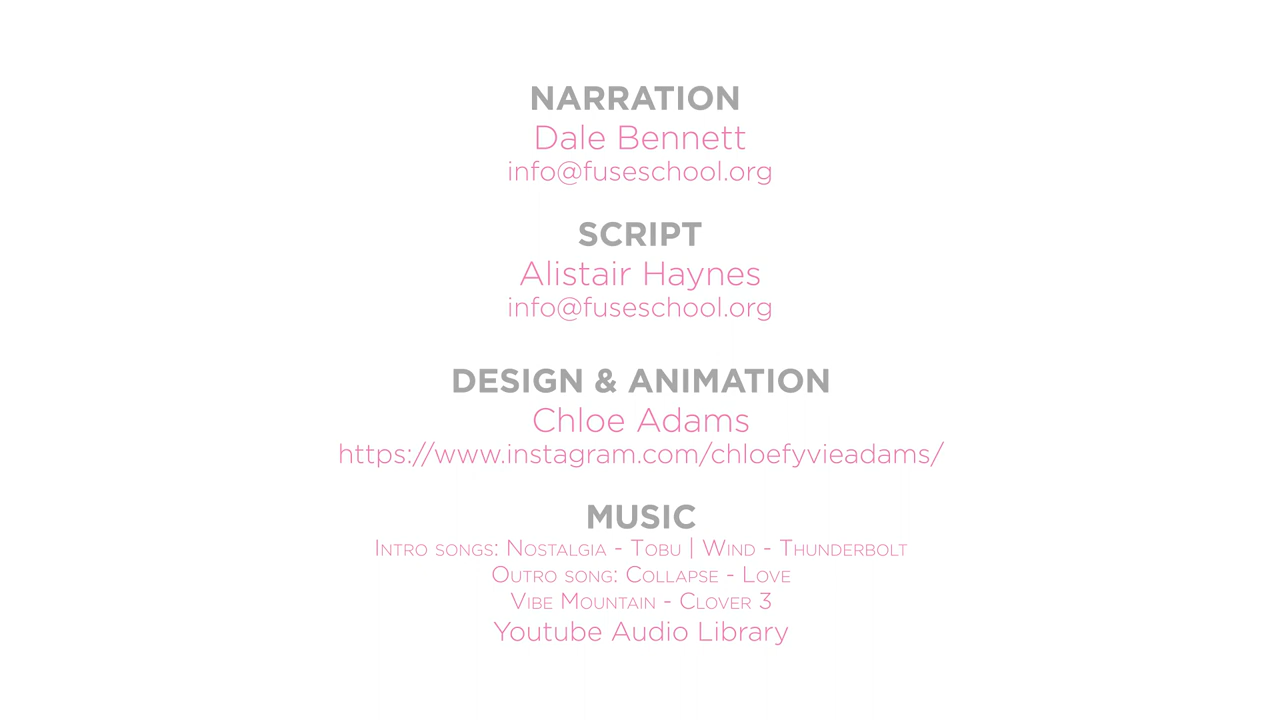 NARRATION
Dale Bennett
info@fuseschool.org
SCRIPT
Alistair Haynes
info@fuseschool.org
DESIGN & ANIMATION
Chloe Adams
https://www.instagram.com/chloefyvieadams/
MUSIC
Intro songs: Nostalgia - Tobu | Wind - Thunderbolt
Outro song: Collapse - Love
Vibe Mountain - Clover 3
Youtube Audio Library